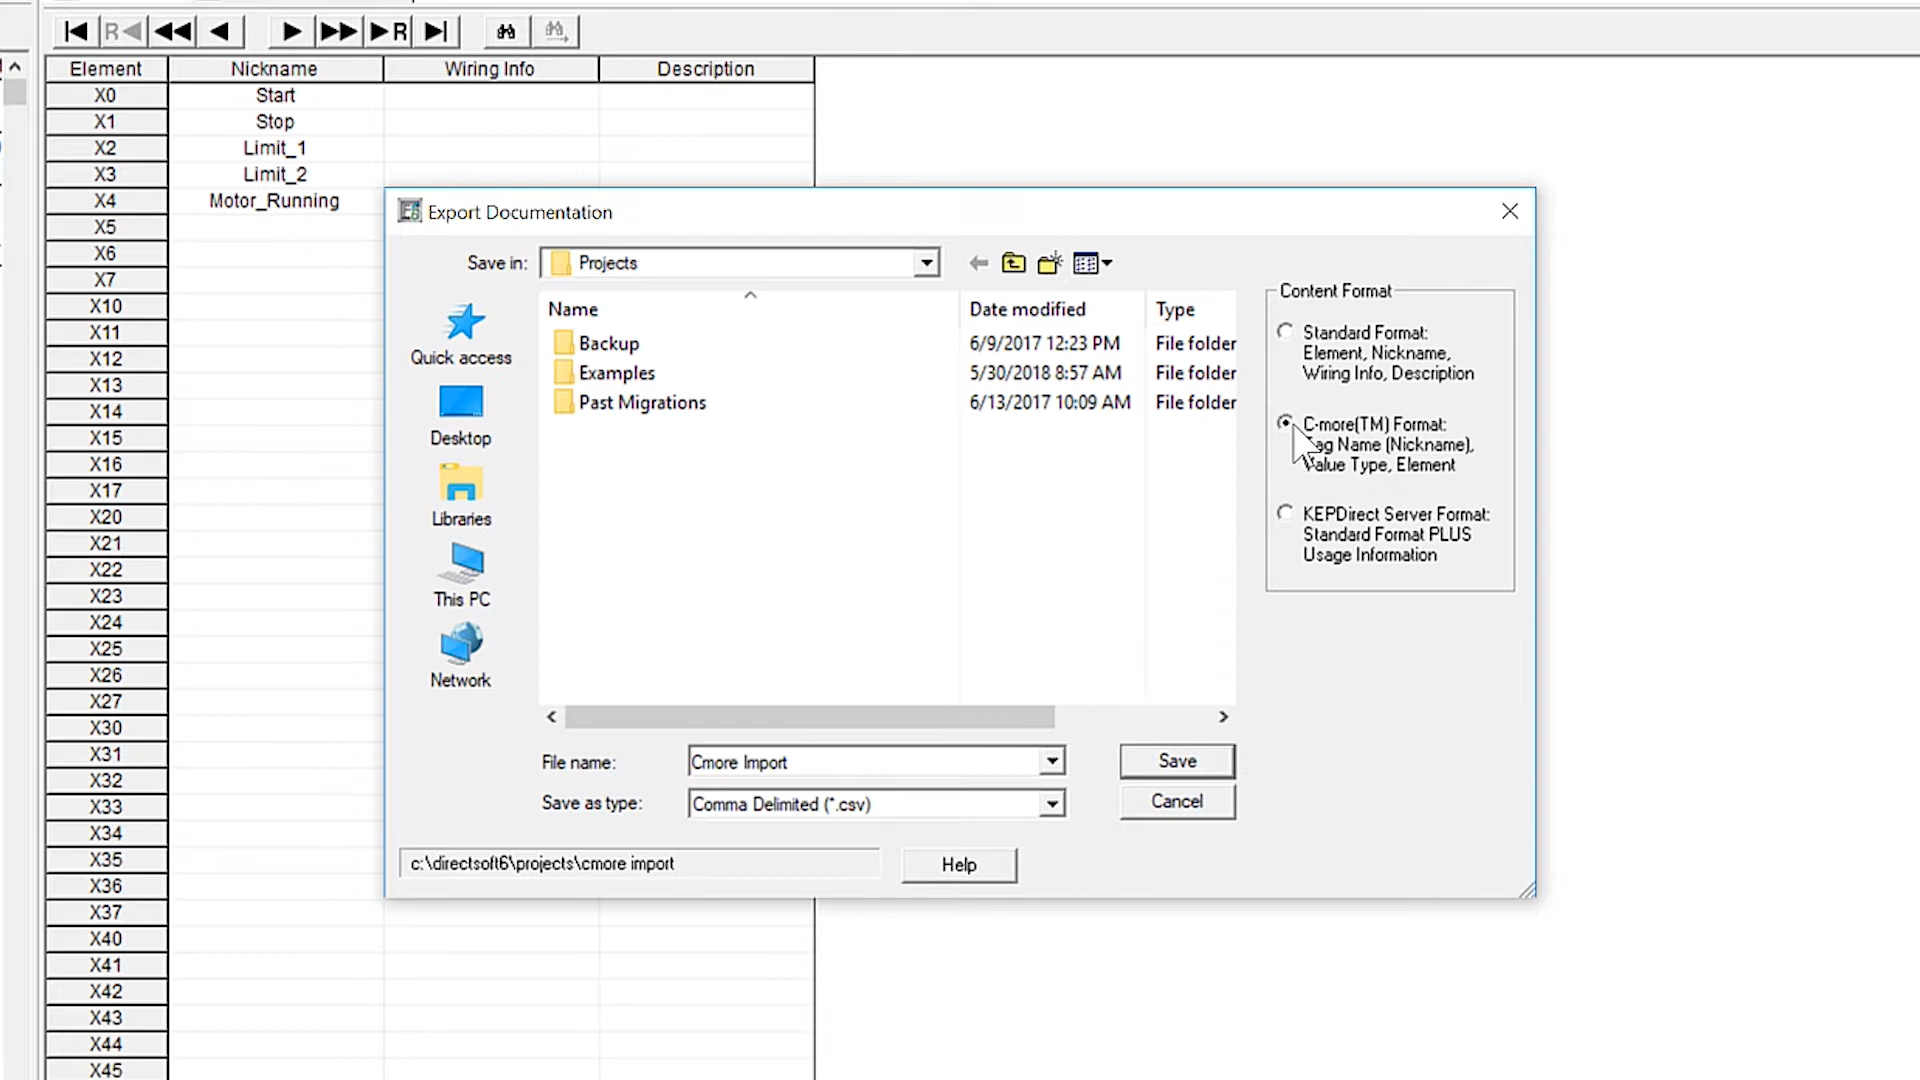 R
R
Element Nickname Wiring Info Description
X0 Start
X1 Stop
X2 Limit_1
X3 Limit_2
X4 Motor_Running
X5
X6
X7
X10
X11
X12
X13
X14
X15
X16
X17
X20
X21
X22
X23
X24
X25
X26
X27
X30
X31
X32
X33
X34
X35
X36
X37
X40
X41
X42
X43
X44
X45
Export Documentation
Save in: Projects
Quick access
Desktop
Libraries
This PC
Network
Name Date modified Type
Backup 6/9/2017 12:23 PM File folder
Examples 5/30/2018 8:57 AM File folder
Past Migrations 6/13/2017 10:09 AM File folder
Content Format
Standard Format:
Element, Nickname,
Wiring Info, Description
C-more(TM) Format:
Tag Name (Nickname),
Value Type, Element
KEPDirect Server Format:
Standard Format PLUS
Usage Information
File name: Cmore Import
Save
Save as type: Comma Delimited (*.csv)
Cancel
c:\directsoft6\projects\cmore import
Help